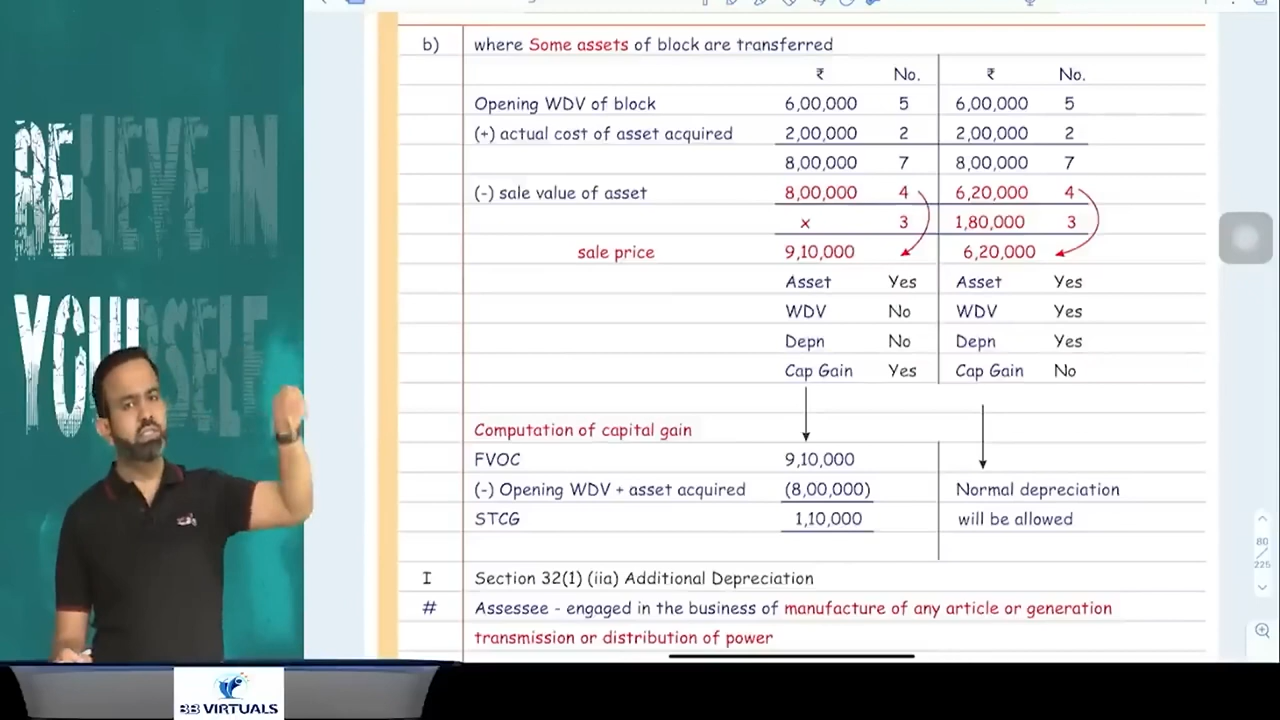 BELIEVE IN
YOURSELF
b) where Some assets of block are transferred
₹ No. ₹ No.
Opening WDV of block 6,00,000 5 6,00,000 5
(+) actual cost of asset acquired 2,00,000 2 2,00,000 2
8,00,000 7 8,00,000 7
(-) sale value of asset 8,00,000 4 6,20,000 4
x 3 1,80,000 3
sale price 9,10,000 6,20,000
Asset Yes Asset Yes
WDV No WDV Yes
Depn No Depn Yes
Cap Gain Yes Cap Gain No
Computation of capital gain
FVOC 9,10,000
(-) Opening WDV + asset acquired (8,00,000) Normal depreciation
STCG 1,10,000 will be allowed
I Section 32(1) (iia) Additional Depreciation
# Assessee - engaged in the business of manufacture of any article or generation
transmission or distribution of power
80
225
BB VIRTUALS